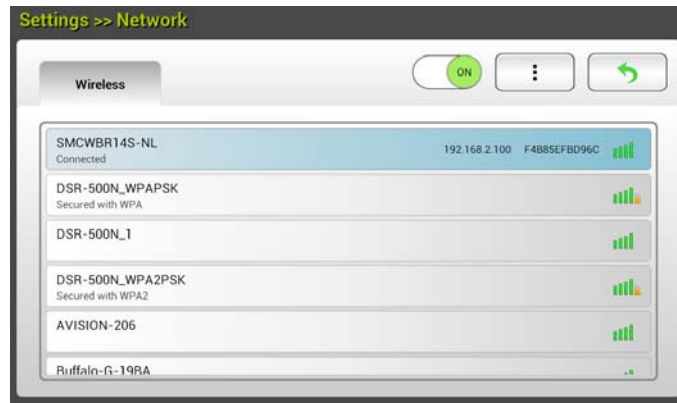 Settings >> Network
Wireless
ON
SMCWBR14S-NL
Connected
192.168.2.100 F4B85EFBD96C
DSR-500N_WPAPSK
Secured with WPA
DSR-500N_1
DSR-500N_WPA2PSK
Secured with WPA2
AVISION-206
Buffalo-G-19BA